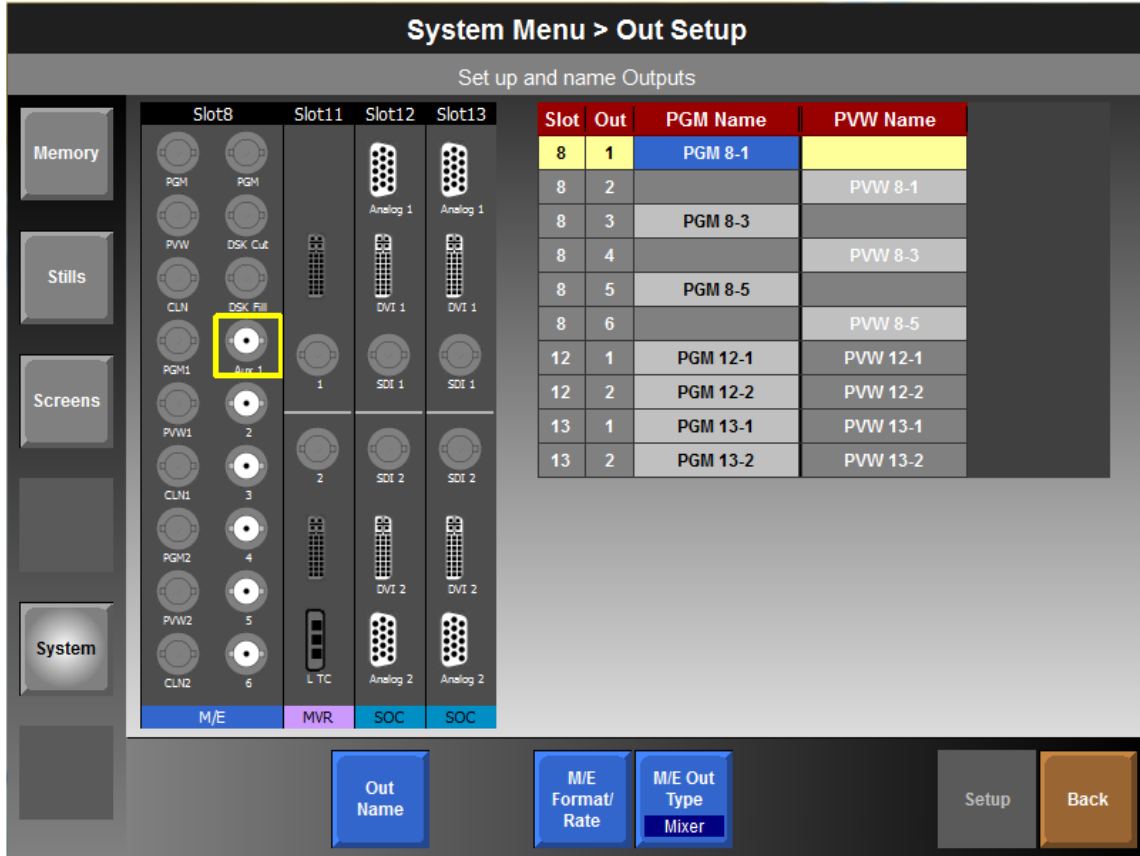 System Menu > Out Setup
Set up and name Outputs
Memory
Stills
Screens
System
Slot8 Slot11 Slot12 Slot13
PGM PGM Analog 1 Analog 1
PVW DSK Cut
CLN DSK Fill DVI 1 DVI 1
PGM1 Aux 1 1 SDI 1 SDI 1
PVW1 2
CLN1 3 2 SDI 2 SDI 2
PGM2 4 DVI 2 DVI 2
PVW2 5
CLN2 6 L TC Analog 2 Analog 2
M/E MVR SOC SOC
Slot Out PGM Name PVW Name
8 1 PGM 8-1
8 2 PVW 8-1
8 3 PGM 8-3
8 4 PVW 8-3
8 5 PGM 8-5
8 6 PVW 8-5
12 1 PGM 12-1 PVW 12-1
12 2 PGM 12-2 PVW 12-2
13 1 PGM 13-1 PVW 13-1
13 2 PGM 13-2 PVW 13-2
Out
Name
M/E
Format/
Rate
M/E Out
Type
Mixer
Setup
Back